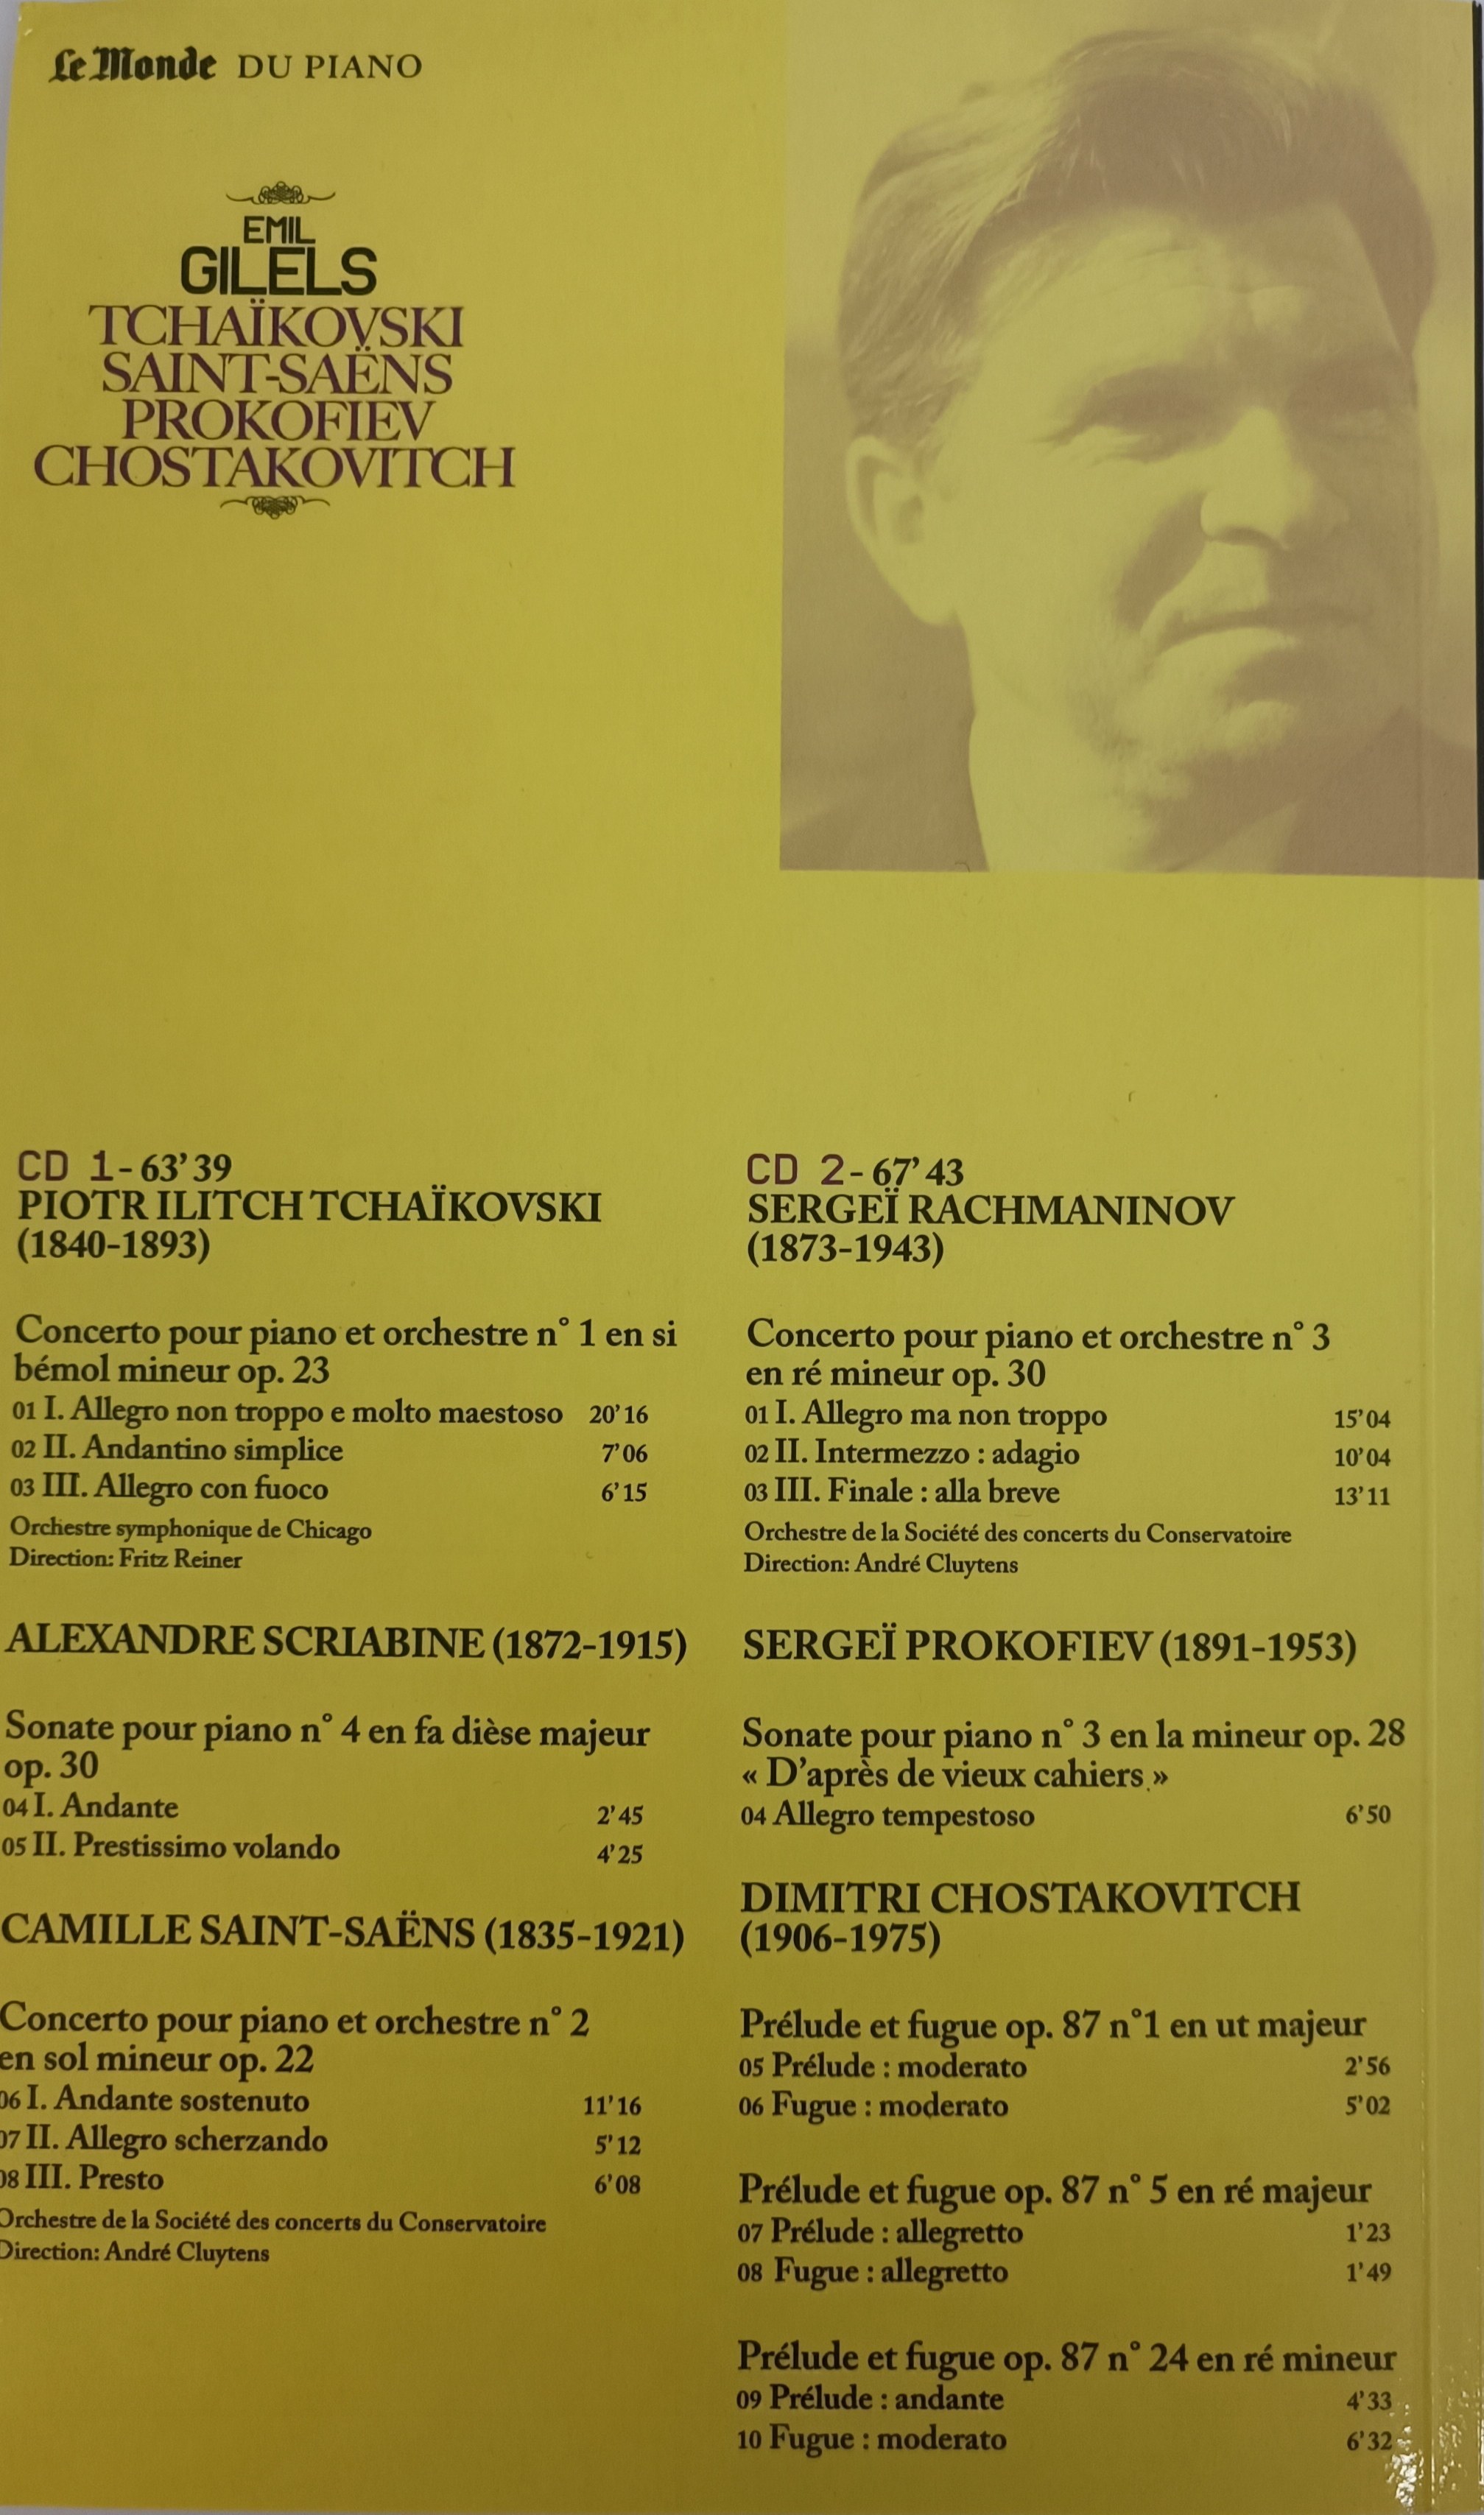 Le Monde DU PIANO
EMIL
GILELS
TCHAÏKOVSKI
SAINT-SAËNS
PROKOFIEV
CHOSTAKOVITCH
CD 1 - 63’39
PIOTR ILITCH TCHAÏKOVSKI
(1840-1893)
Concerto pour piano et orchestre n° 1 en si
bémol mineur op. 23
01 I. Allegro non troppo e molto maestoso 20’16
02 II. Andantino simplice 7’06
03 III. Allegro con fuoco 6’15
Orchestre symphonique de Chicago
Direction: Fritz Reiner
ALEXANDRE SCRIABINE (1872-1915)
Sonate pour piano n° 4 en fa dièse majeur
op. 30
04 I. Andante 2’45
05 II. Prestissimo volando 4’25
CAMILLE SAINT-SAËNS (1835-1921)
Concerto pour piano et orchestre n° 2
en sol mineur op. 22
06 I. Andante sostenuto 11’16
07 II. Allegro scherzando 5’12
08 III. Presto 6’08
Orchestre de la Société des concerts du Conservatoire
Direction: André Cluytens
CD 2 - 67’43
SERGEÏ RACHMANINOV
(1873-1943)
Concerto pour piano et orchestre n° 3
en ré mineur op. 30
01 I. Allegro ma non troppo 15’04
02 II. Intermezzo : adagio 10’04
03 III. Finale : alla breve 13’11
Orchestre de la Société des concerts du Conservatoire
Direction: André Cluytens
SERGEÏ PROKOFIEV (1891-1953)
Sonate pour piano n° 3 en la mineur op. 28
« D’après de vieux cahiers »
04 Allegro tempestoso 6’50
DIMITRI CHOSTAKOVITCH
(1906-1975)
Prélude et fugue op. 87 n°1 en ut majeur
05 Prélude : moderato 2’56
06 Fugue : moderato 5’02
Prélude et fugue op. 87 n° 5 en ré majeur
07 Prélude : allegretto 1’23
08 Fugue : allegretto 1’49
Prélude et fugue op. 87 n° 24 en ré mineur
09 Prélude : andante 4’33
10 Fugue : moderato 6’32